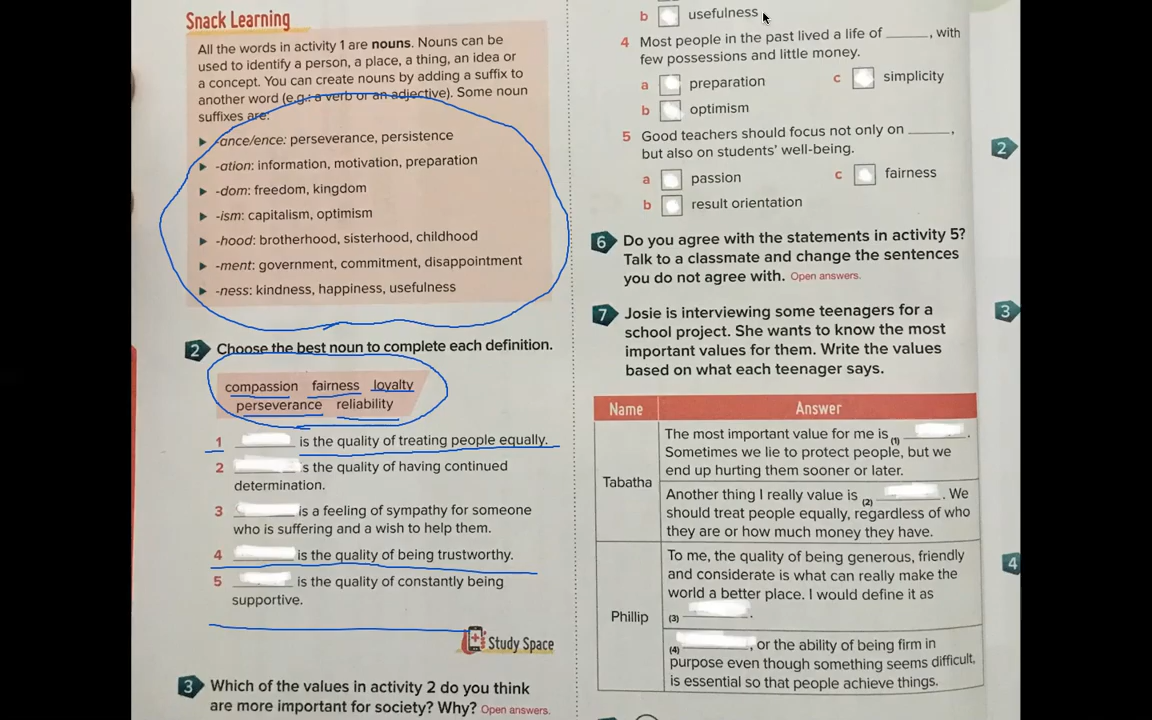 Snack Learning
All the words in activity 1 are nouns. Nouns can be
used to identify a person, a place, a thing, an idea or
a concept. You can create nouns by adding a suffix to
another word (e.g.: a verb or an adjective). Some noun
suffixes are:
-ance/ence: perseverance, persistence
-ation: information, motivation, preparation
-dom: freedom, kingdom
-ism: capitalism, optimism
-hood: brotherhood, sisterhood, childhood
-ment: government, commitment, disappointment
-ness: kindness, happiness, usefulness
2 Choose the best noun to complete each definition.
compassion fairness loyalty
perseverance reliability
1 ______ is the quality of treating people equally.
2 ______ s the quality of having continued
determination.
3 ______ is a feeling of sympathy for someone
who is suffering and a wish to help them.
4 ______ is the quality of being trustworthy.
5 ______ is the quality of constantly being
supportive.
Study Space
3 Which of the values in activity 2 do you think
are more important for society? Why? Open answers.
b usefulness
4 Most people in the past lived a life of ______, with
few possessions and little money.
a preparation c simplicity
b optimism
5 Good teachers should focus not only on ______,
but also on students' well-being.
a passion c fairness
b result orientation
6 Do you agree with the statements in activity 5?
Talk to a classmate and change the sentences
you do not agree with. Open answers.
7 Josie is interviewing some teenagers for a
school project. She wants to know the most
important values for them. Write the values
based on what each teenager says.
Name Answer
Tabatha
The most important value for me is (1) ______.
Sometimes we lie to protect people, but we
end up hurting them sooner or later.
Another thing I really value is (2) ______. We
should treat people equally, regardless of who
they are or how much money they have.
Phillip
To me, the quality of being generous, friendly
and considerate is what can really make the
world a better place. I would define it as
(3) ______.
(4) ______, or the ability of being firm in
purpose even though something seems difficult,
is essential so that people achieve things.
2
3
4